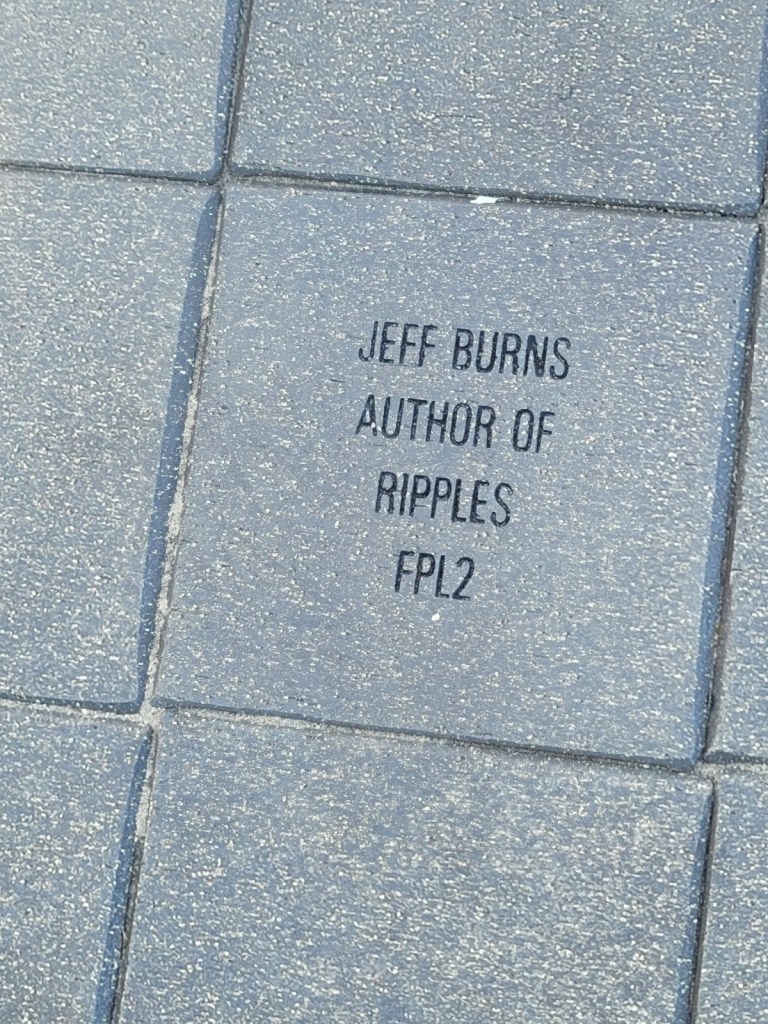 JEFF BURNS
AUTHOR OF
RIPPLES
FPL2